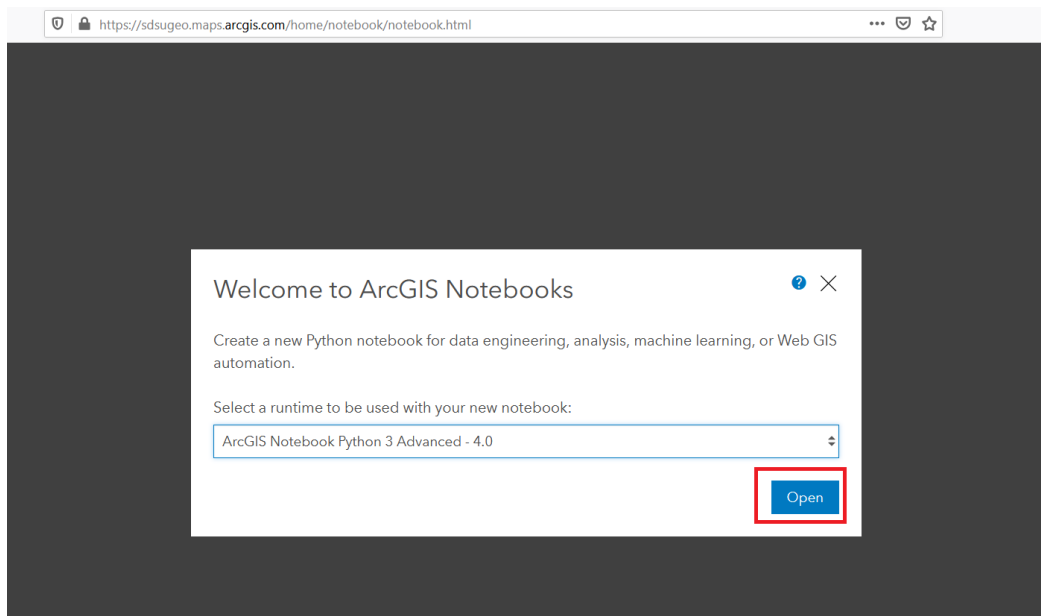 https://sdsugeo.maps.arcgis.com/home/notebook/notebook.html
Welcome to ArcGIS Notebooks
Create a new Python notebook for data engineering, analysis, machine learning, or Web GIS
automation.
Select a runtime to be used with your new notebook:
ArcGIS Notebook Python 3 Advanced - 4.0
Open